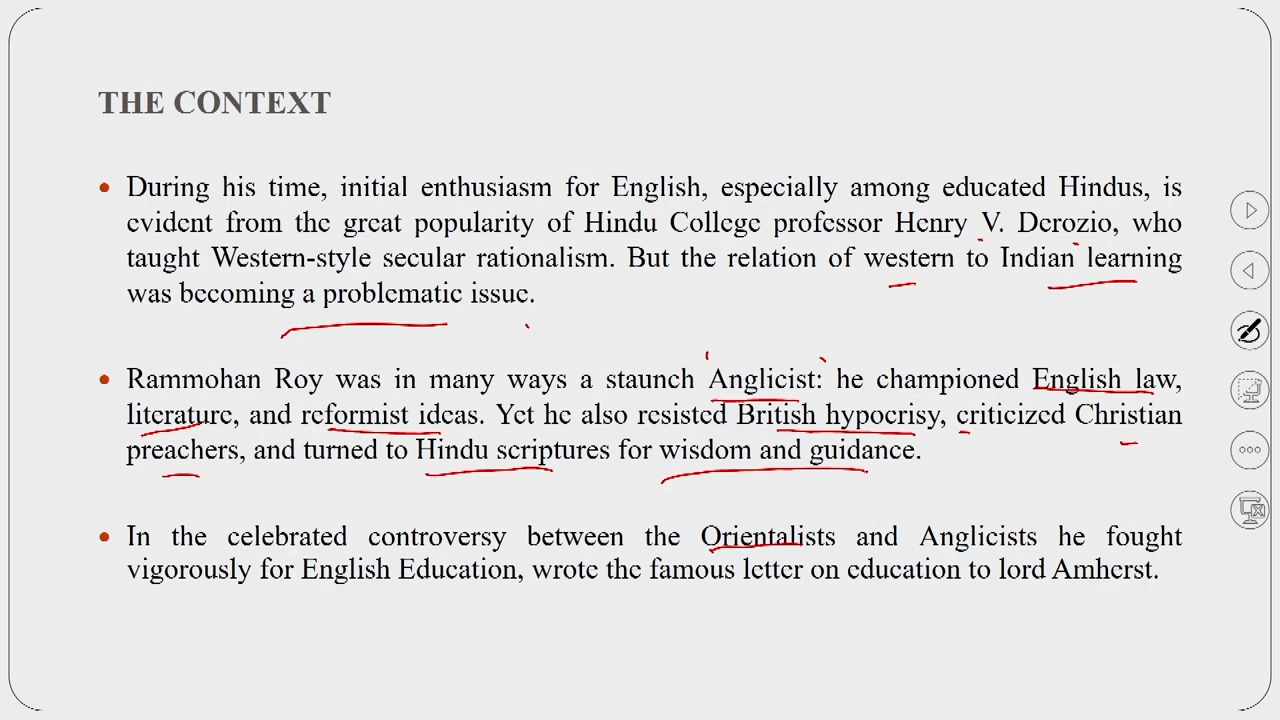 THE CONTEXT
• During his time, initial enthusiasm for English, especially among educated Hindus, is
evident from the great popularity of Hindu College professor Henry V. Derozio, who
taught Western-style secular rationalism. But the relation of western to Indian learning
was becoming a problematic issue.
• Rammohan Roy was in many ways a staunch Anglicist: he championed English law,
literature, and reformist ideas. Yet he also resisted British hypocrisy, criticized Christian
preachers, and turned to Hindu scriptures for wisdom and guidance.
• In the celebrated controversy between the Orientalists and Anglicists he fought
vigorously for English Education, wrote the famous letter on education to lord Amherst.